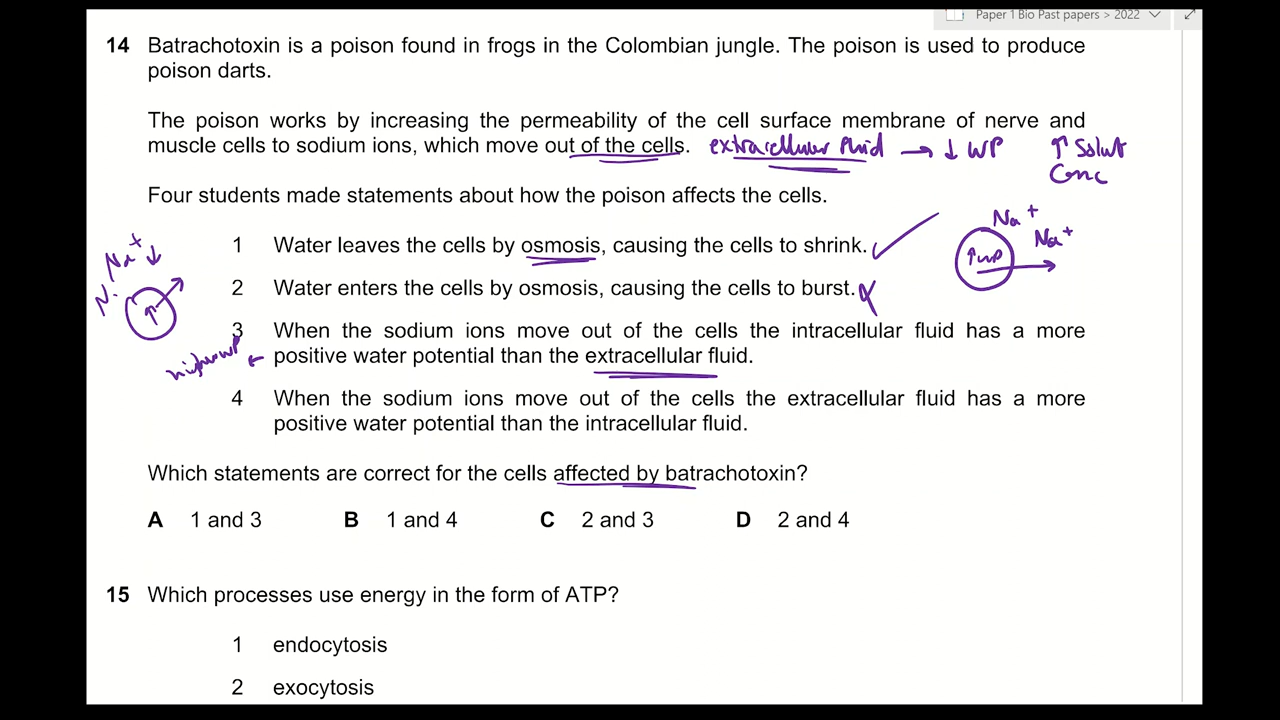 Paper 1 Bio Past papers > 2022
14 Batrachotoxin is a poison found in frogs in the Colombian jungle. The poison is used to produce
poison darts.
The poison works by increasing the permeability of the cell surface membrane of nerve and
muscle cells to sodium ions, which move out of the cells. extracellular fluid → ↓ WP ↑ Solut
Conc
Four students made statements about how the poison affects the cells.
Na+
Na+
↑ WP
Na+ ↓
↑
1 Water leaves the cells by osmosis, causing the cells to shrink.
2 Water enters the cells by osmosis, causing the cells to burst.
3 When the sodium ions move out of the cells the intracellular fluid has a more
positive water potential than the extracellular fluid.
higher WP ←
4 When the sodium ions move out of the cells the extracellular fluid has a more
positive water potential than the intracellular fluid.
Which statements are correct for the cells affected by batrachotoxin?
A 1 and 3 B 1 and 4 C 2 and 3 D 2 and 4
15 Which processes use energy in the form of ATP?
1 endocytosis
2 exocytosis